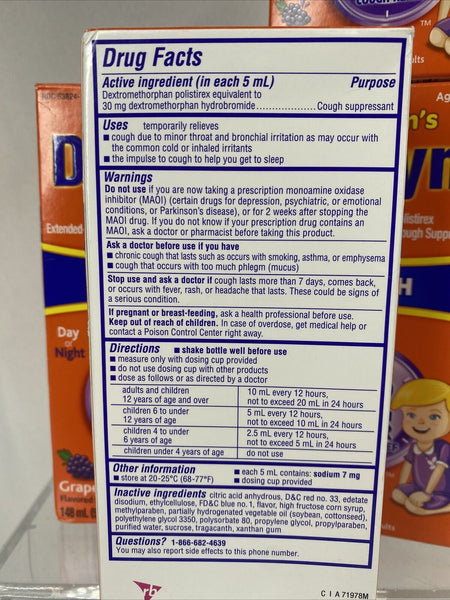 COUGH
TM
Drug Facts
Active ingredient (in each 5 mL) Purpose
Dextromethorphan polistirex equivalent to
30 mg dextromethorphan hydrobromide.................... Cough suppressant
Uses temporarily relieves
■ cough due to minor throat and bronchial irritation as may occur with
the common cold or inhaled irritants
■ the impulse to cough to help you get to sleep
Warnings
Do not use if you are now taking a prescription monoamine oxidase
inhibitor (MAOI) (certain drugs for depression, psychiatric, or emotional
conditions, or Parkinson's disease), or for 2 weeks after stopping the
MAOI drug. If you do not know if your prescription drug contains an
MAOI, ask a doctor or pharmacist before taking this product.
Ask a doctor before use if you have
■ chronic cough that lasts such as occurs with smoking, asthma, or emphysema
■ cough that occurs with too much phlegm (mucus)
Stop use and ask a doctor if cough lasts more than 7 days, comes back,
or occurs with fever, rash, or headache that lasts. These could be signs of
a serious condition.
If pregnant or breast-feeding, ask a health professional before use.
Keep out of reach of children. In case of overdose, get medical help or
contact a Poison Control Center right away.
Directions ■ shake bottle well before use
■ measure only with dosing cup provided
■ do not use dosing cup with other products
■ dose as follows or as directed by a doctor
adults and children
12 years of age and over
10 mL every 12 hours,
not to exceed 20 mL in 24 hours
children 6 to under
12 years of age
5 mL every 12 hours,
not to exceed 10 mL in 24 hours
children 4 to under
6 years of age
2.5 mL every 12 hours,
not to exceed 5 mL in 24 hours
children under 4 years of age do not use
Other information ■ each 5 mL contains: sodium 7 mg
■ store at 20-25°C (68-77°F) ■ dosing cup provided
Inactive ingredients citric acid anhydrous, D&C red no. 33, edetate
disodium, ethylcellulose, FD&C blue no. 1, flavor, high fructose corn syrup,
methylparaben, partially hydrogenated vegetable oil (soybean, cottonseed),
polyethylene glycol 3350, polysorbate 80, propylene glycol, propylparaben,
purified water, sucrose, tragacanth, xanthan gum
Questions? 1-866-682-4639
You may also report side effects to this phone number.
rb
C I A 71978M
NDC 63824-
D
Extended-
Day
or
Night
Grape
Flavored
148 mL (5
Ag
n's
yn
listirex
ough Supp
H
ults
ults